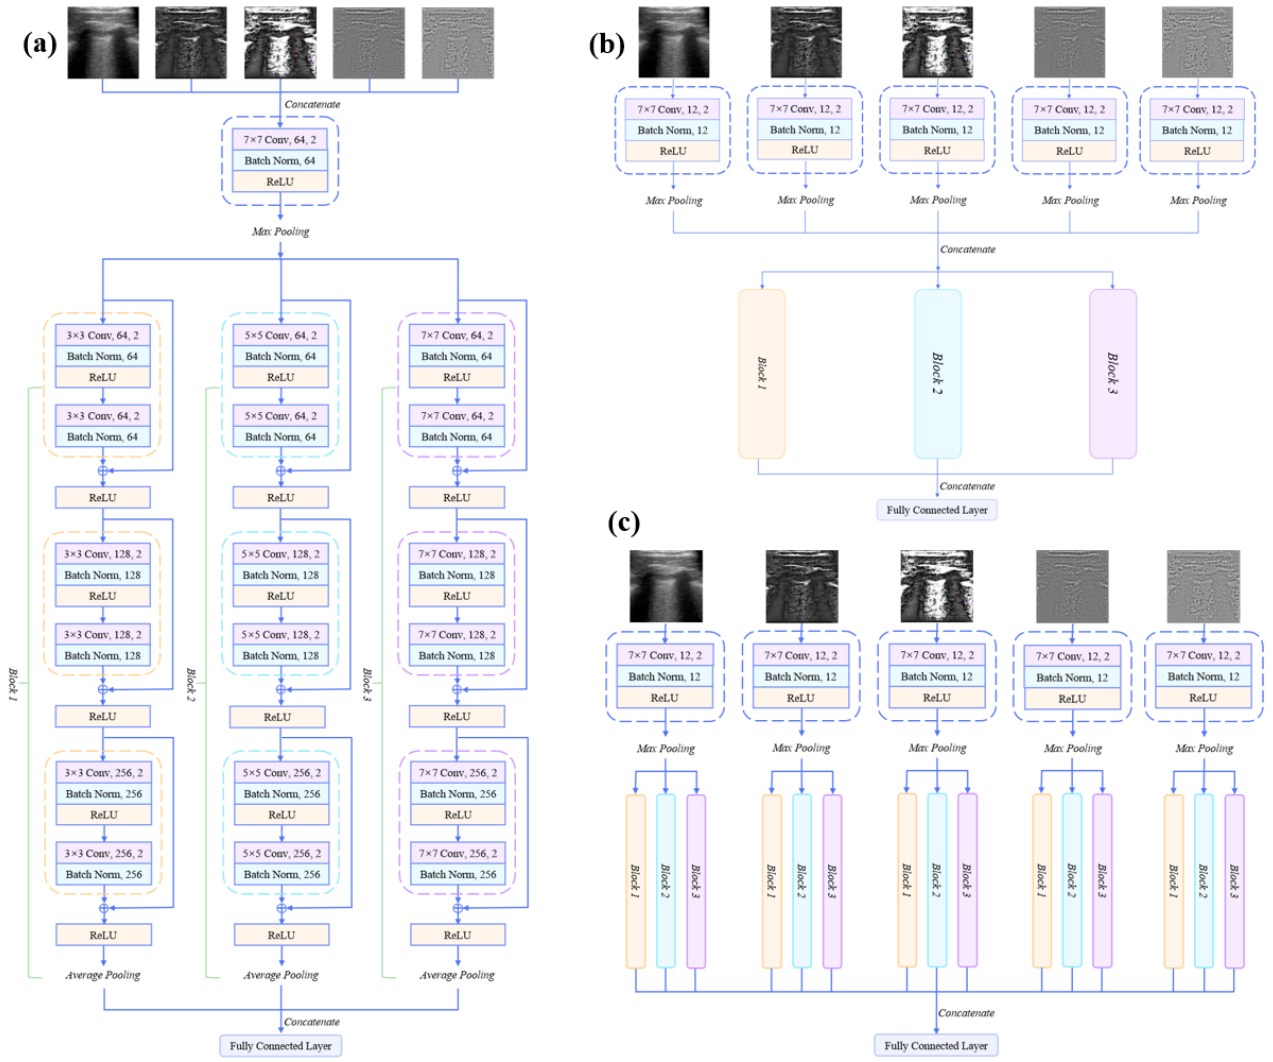 (a)
Concatenate
7×7 Conv, 64, 2
Batch Norm, 64
ReLU
Max Pooling
3×3 Conv, 64, 2
Batch Norm, 64
ReLU
3×3 Conv, 64, 2
Batch Norm, 64
ReLU
3×3 Conv, 128, 2
Batch Norm, 128
ReLU
3×3 Conv, 128, 2
Batch Norm, 128
ReLU
3×3 Conv, 256, 2
Batch Norm, 256
ReLU
3×3 Conv, 256, 2
Batch Norm, 256
ReLU
Average Pooling
Block 1
5×5 Conv, 64, 2
Batch Norm, 64
ReLU
5×5 Conv, 64, 2
Batch Norm, 64
ReLU
5×5 Conv, 128, 2
Batch Norm, 128
ReLU
5×5 Conv, 128, 2
Batch Norm, 128
ReLU
5×5 Conv, 256, 2
Batch Norm, 256
ReLU
5×5 Conv, 256, 2
Batch Norm, 256
ReLU
Average Pooling
Block 2
7×7 Conv, 64, 2
Batch Norm, 64
ReLU
7×7 Conv, 64, 2
Batch Norm, 64
ReLU
7×7 Conv, 128, 2
Batch Norm, 128
ReLU
7×7 Conv, 128, 2
Batch Norm, 128
ReLU
7×7 Conv, 256, 2
Batch Norm, 256
ReLU
7×7 Conv, 256, 2
Batch Norm, 256
ReLU
Average Pooling
Block 3
Concatenate
Fully Connected Layer
(b)
7×7 Conv, 12, 2
Batch Norm, 12
ReLU
Max Pooling
7×7 Conv, 12, 2
Batch Norm, 12
ReLU
Max Pooling
7×7 Conv, 12, 2
Batch Norm, 12
ReLU
Max Pooling
7×7 Conv, 12, 2
Batch Norm, 12
ReLU
Max Pooling
7×7 Conv, 12, 2
Batch Norm, 12
ReLU
Max Pooling
Concatenate
Block 1
Block 2
Block 3
Concatenate
Fully Connected Layer
(c)
7×7 Conv, 12, 2
Batch Norm, 12
ReLU
Max Pooling
Block 1
Block 2
Block 3
7×7 Conv, 12, 2
Batch Norm, 12
ReLU
Max Pooling
Block 1
Block 2
Block 3
7×7 Conv, 12, 2
Batch Norm, 12
ReLU
Max Pooling
Block 1
Block 2
Block 3
7×7 Conv, 12, 2
Batch Norm, 12
ReLU
Max Pooling
Block 1
Block 2
Block 3
7×7 Conv, 12, 2
Batch Norm, 12
ReLU
Max Pooling
Block 1
Block 2
Block 3
Concatenate
Fully Connected Layer